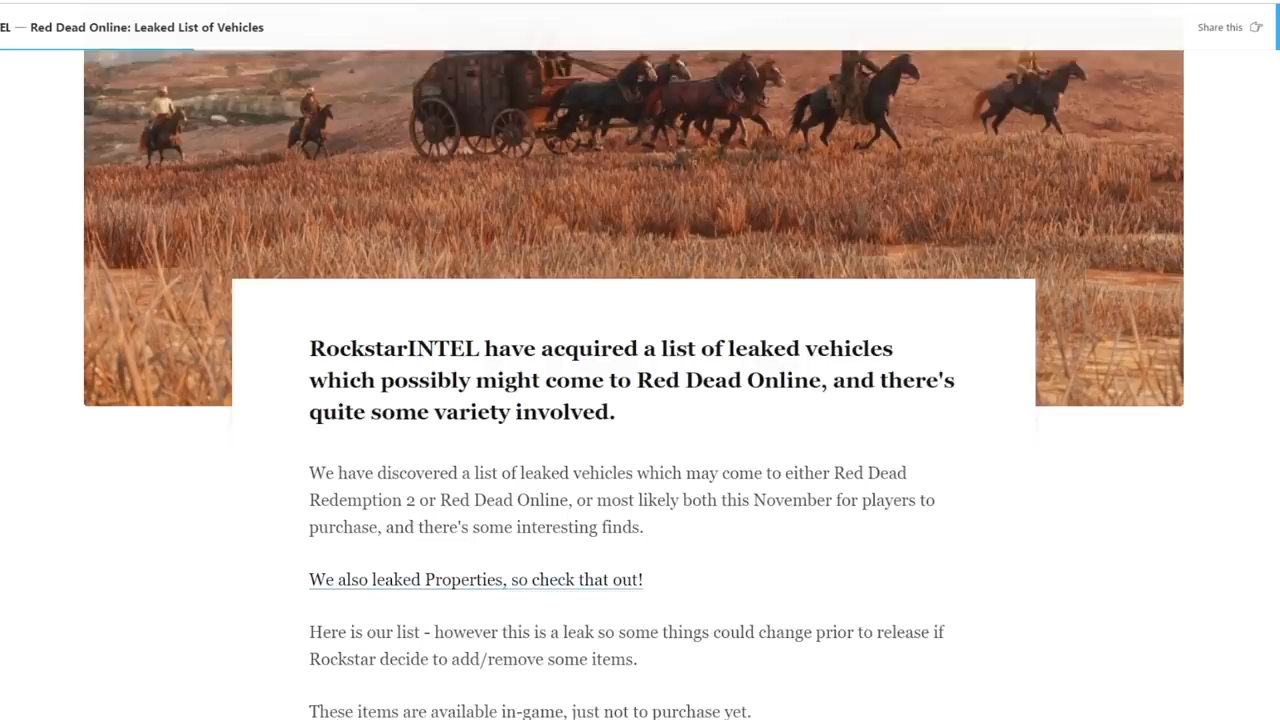 EL — Red Dead Online: Leaked List of Vehicles
Share this
RockstarINTEL have acquired a list of leaked vehicles
which possibly might come to Red Dead Online, and there's
quite some variety involved.
We have discovered a list of leaked vehicles which may come to either Red Dead
Redemption 2 or Red Dead Online, or most likely both this November for players to
purchase, and there's some interesting finds.
We also leaked Properties, so check that out!
Here is our list - however this is a leak so some things could change prior to release if
Rockstar decide to add/remove some items.
These items are available in-game, just not to purchase yet.